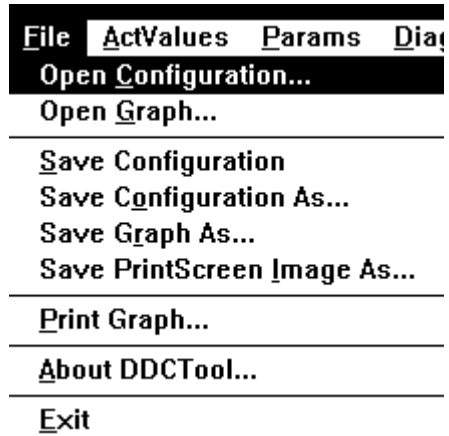 File ActValues Params Diag
Open Configuration...
Open Graph...
Save Configuration
Save Configuration As...
Save Graph As...
Save PrintScreen Image As...
Print Graph...
About DDCTool...
Exit